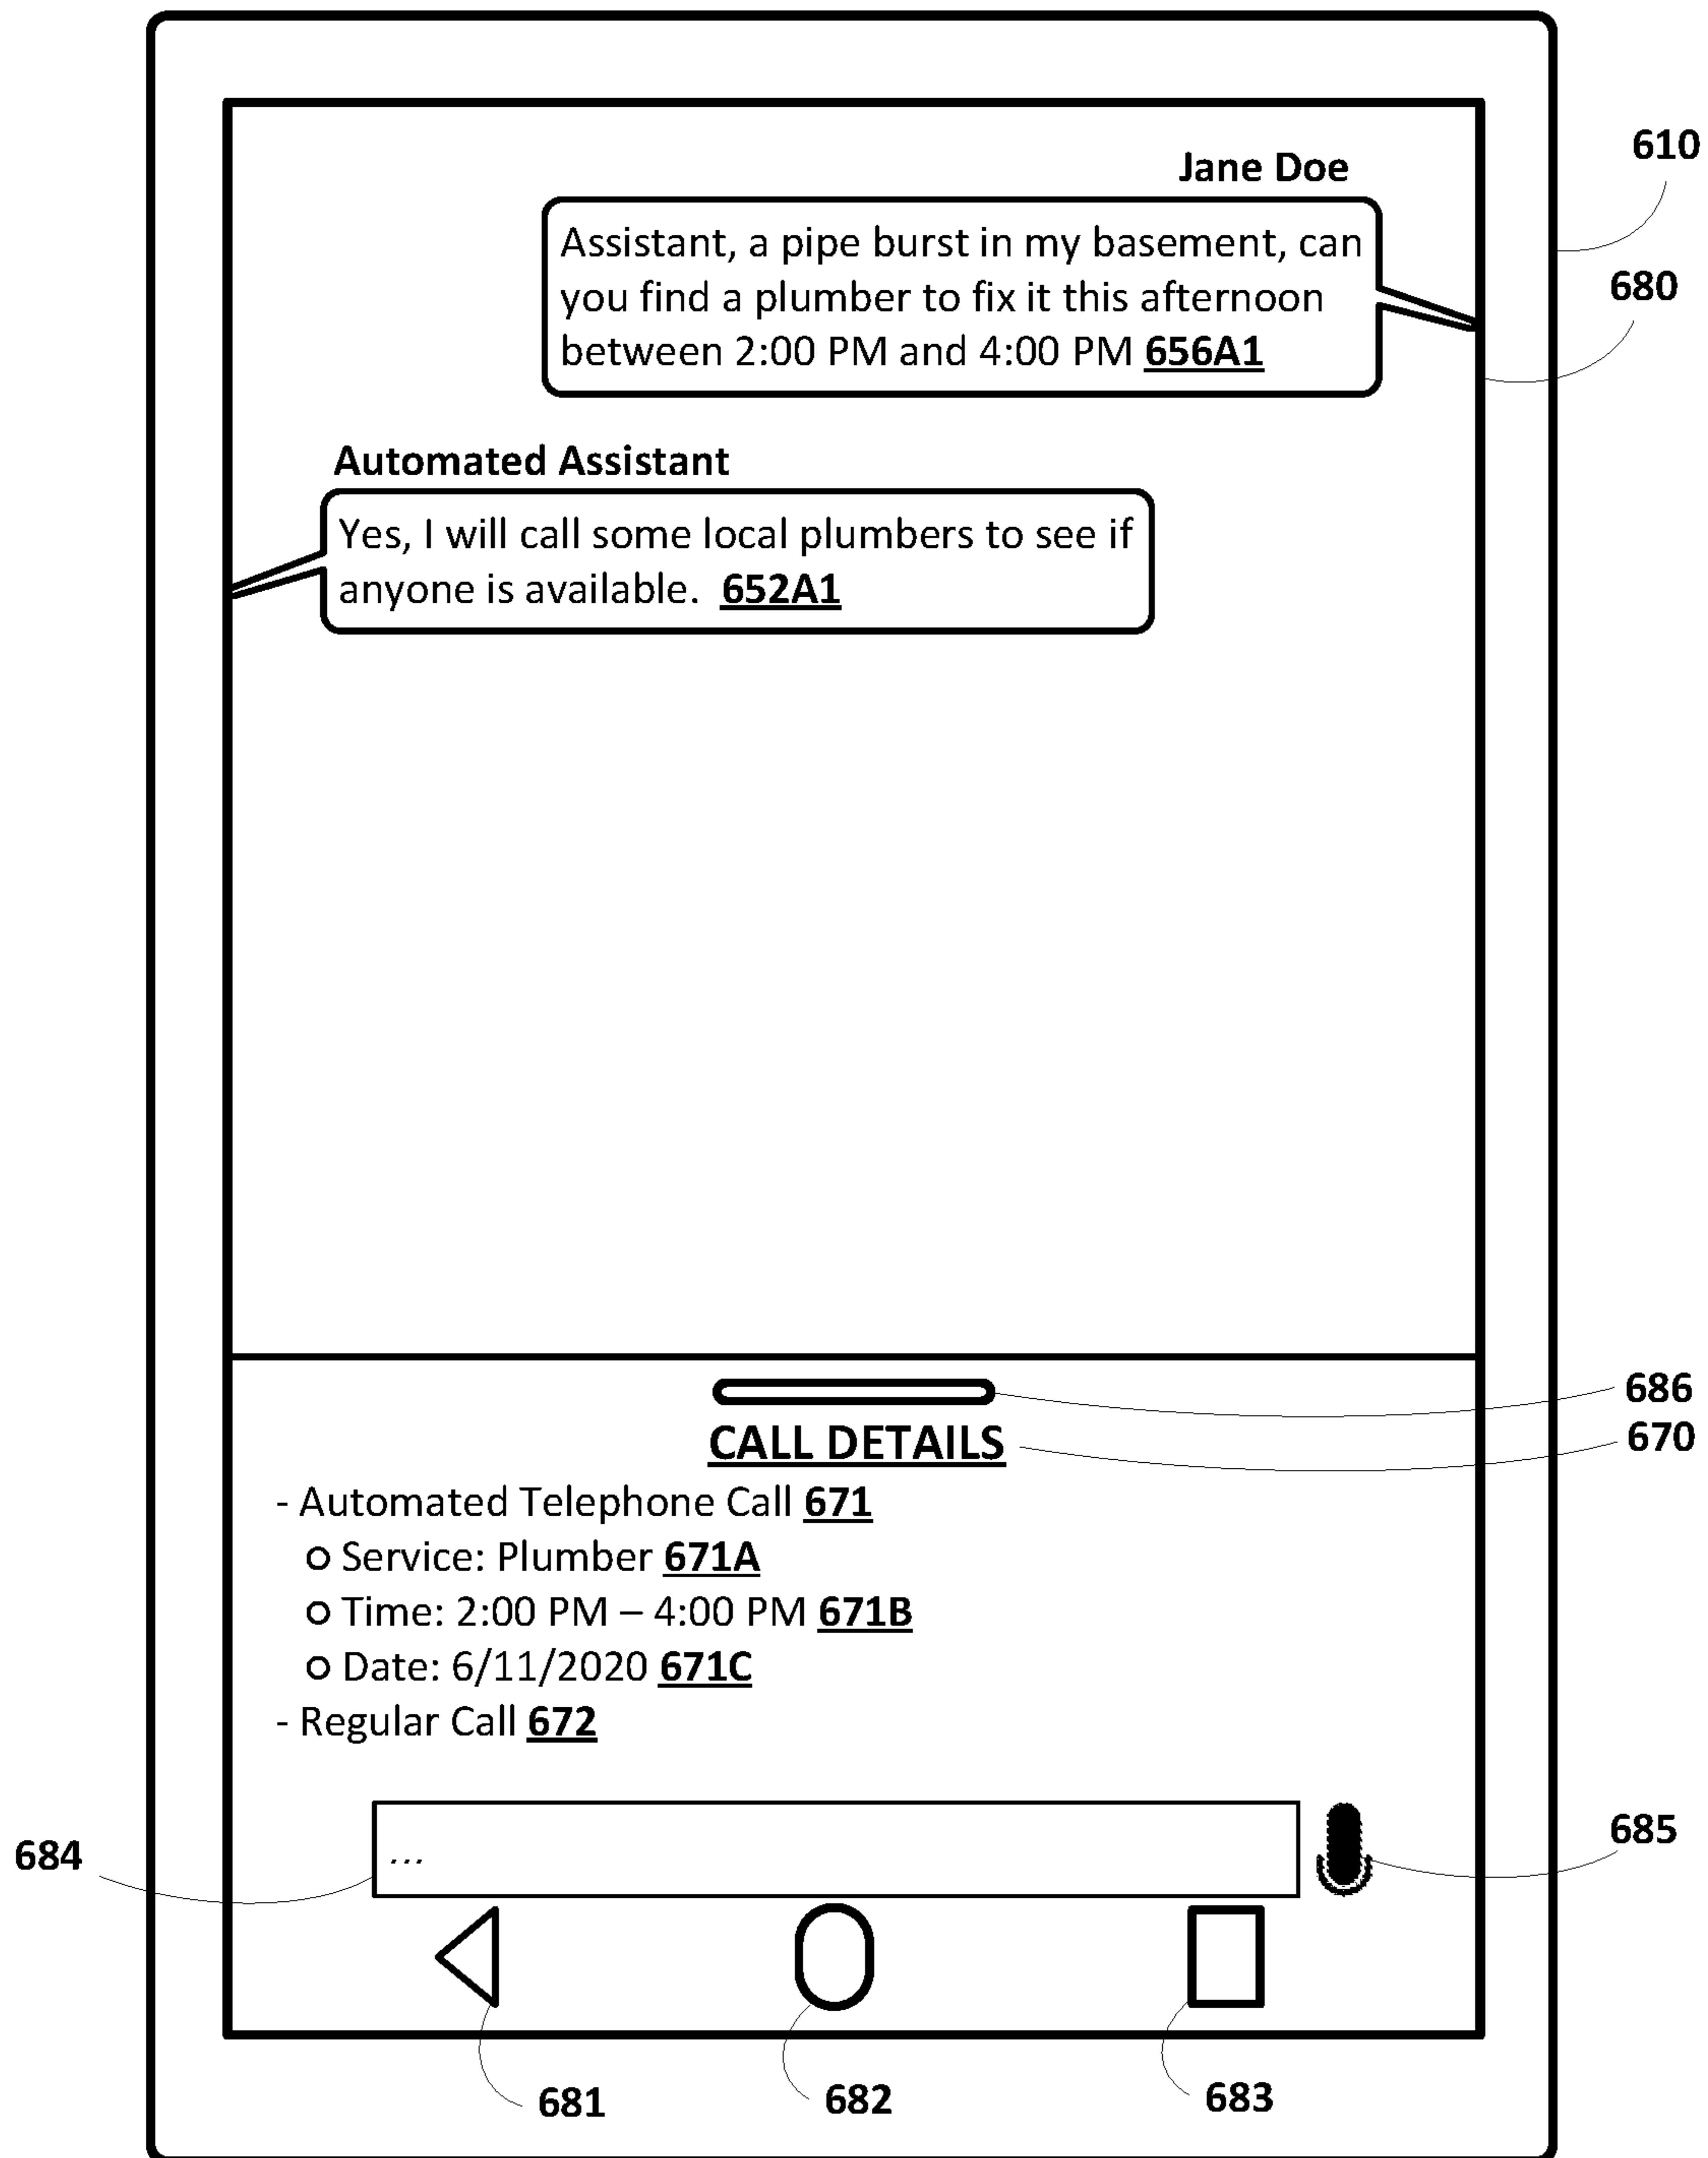 610
680
Jane Doe
Assistant, a pipe burst in my basement, can
you find a plumber to fix it this afternoon
between 2:00 PM and 4:00 PM 656A1
Automated Assistant
Yes, I will call some local plumbers to see if
anyone is available. 652A1
686
CALL DETAILS
670
- Automated Telephone Call 671
o Service: Plumber 671A
o Time: 2:00 PM – 4:00 PM 671B
o Date: 6/11/2020 671C
- Regular Call 672
684
...
685
681
682
683